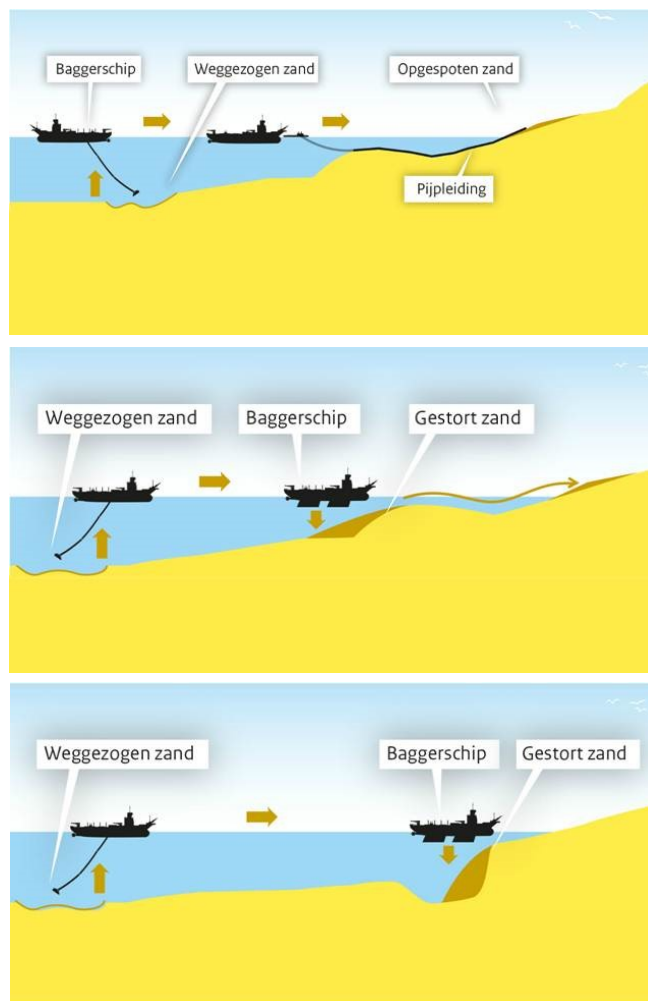 Baggerschip
Weggezogen zand
Opgespoten zand
Pijpleiding
Weggezogen zand
Baggerschip
Gestort zand
Weggezogen zand
Baggerschip
Gestort zand